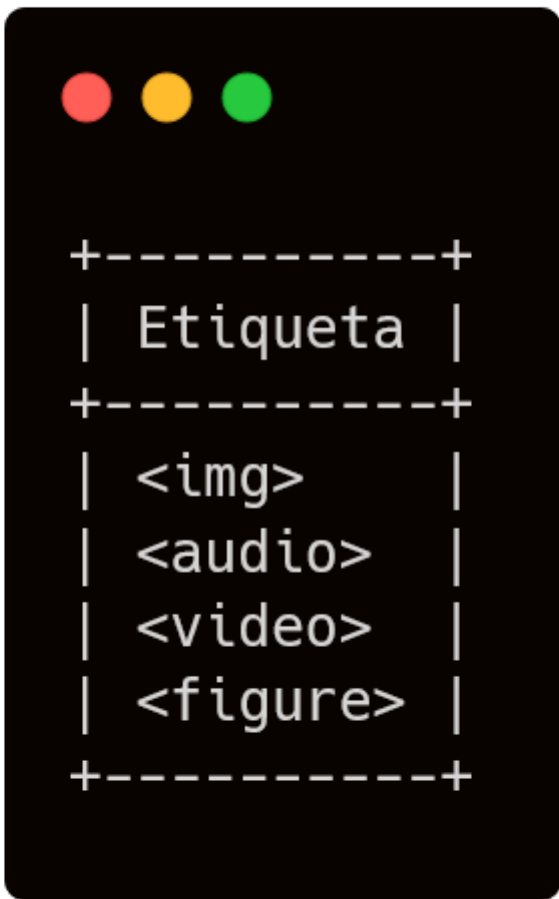 +----------+
| Etiqueta |
+----------+
| <img>    |
| <audio>  |
| <video>  |
| <figure> |
+----------+